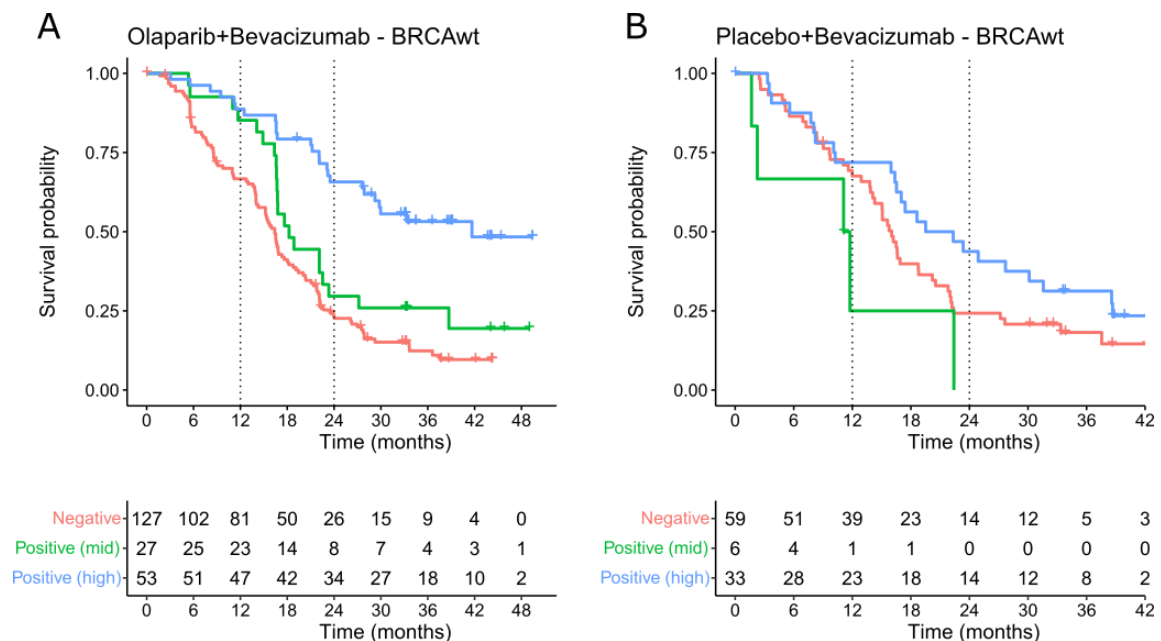 A
Olaparib+Bevacizumab - BRCAwt
Survival probability
1.00
0.75
0.50
0.25
0.00
0 6 12 18 24 30 36 42 48
Time (months)
Negative 127 102 81 50 26 15 9 4 0
Positive (mid) 27 25 23 14 8 7 4 3 1
Positive (high) 53 51 47 42 34 27 18 10 2
0 6 12 18 24 30 36 42 48
Time (months)
B
Placebo+Bevacizumab - BRCAwt
Survival probability
1.00
0.75
0.50
0.25
0.00
0 6 12 18 24 30 36 42
Time (months)
Negative 59 51 39 23 14 12 5 3
Positive (mid) 6 4 1 1 0 0 0 0
Positive (high) 33 28 23 18 14 12 8 2
0 6 12 18 24 30 36 42
Time (months)